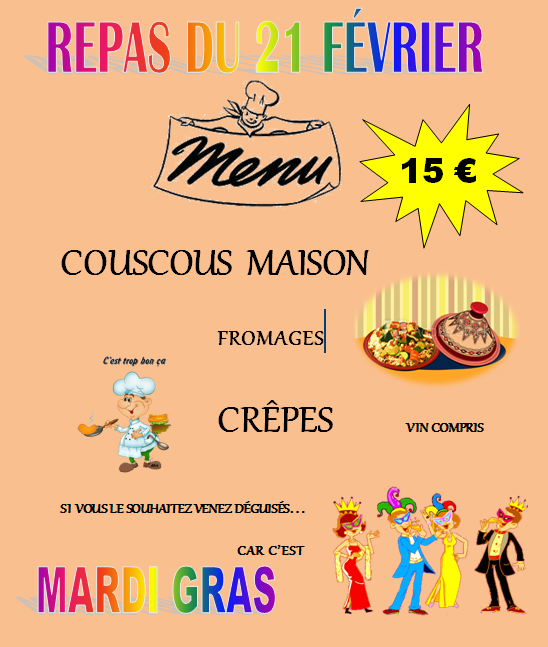 REPAS DU 21 FÉVRIER
Menu
15 €
COUSCOUS MAISON
FROMAGES
C'est trop bon ça
CRÊPES
VIN COMPRIS
SI VOUS LE SOUHAITEZ VENEZ DÉGUISÉS...
CAR C'EST
MARDI GRAS